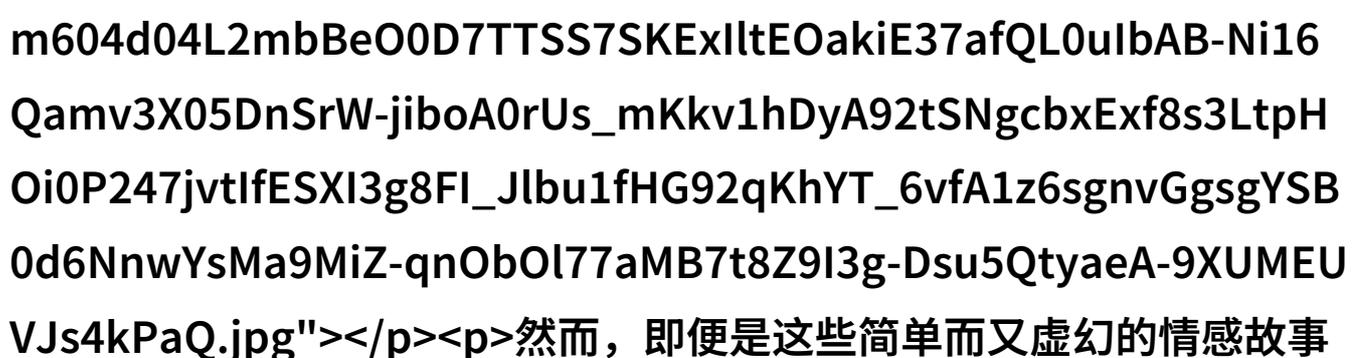 m604d04L2mbBeO0D7TTSS7SKExIltEOakiE37afQL0uIbAB-Ni16
Qamv3X05DnSrW-jiboA0rUs_mKkv1hDyA92tSNgcbxExf8s3LtpH
Oi0P247jvtIfESXI3g8FI_Jlbu1fHG92qKhYT_6vfA1z6sgnvGgsgYSB
0d6NnwYsMa9MiZ-qnObOl77aMB7t8Z9I3g-Dsu5QtyaeA-9XUMEU
VJs4kPaQ.jpg"></p><p>然而，即便是这些简单而又虚幻的情感故事